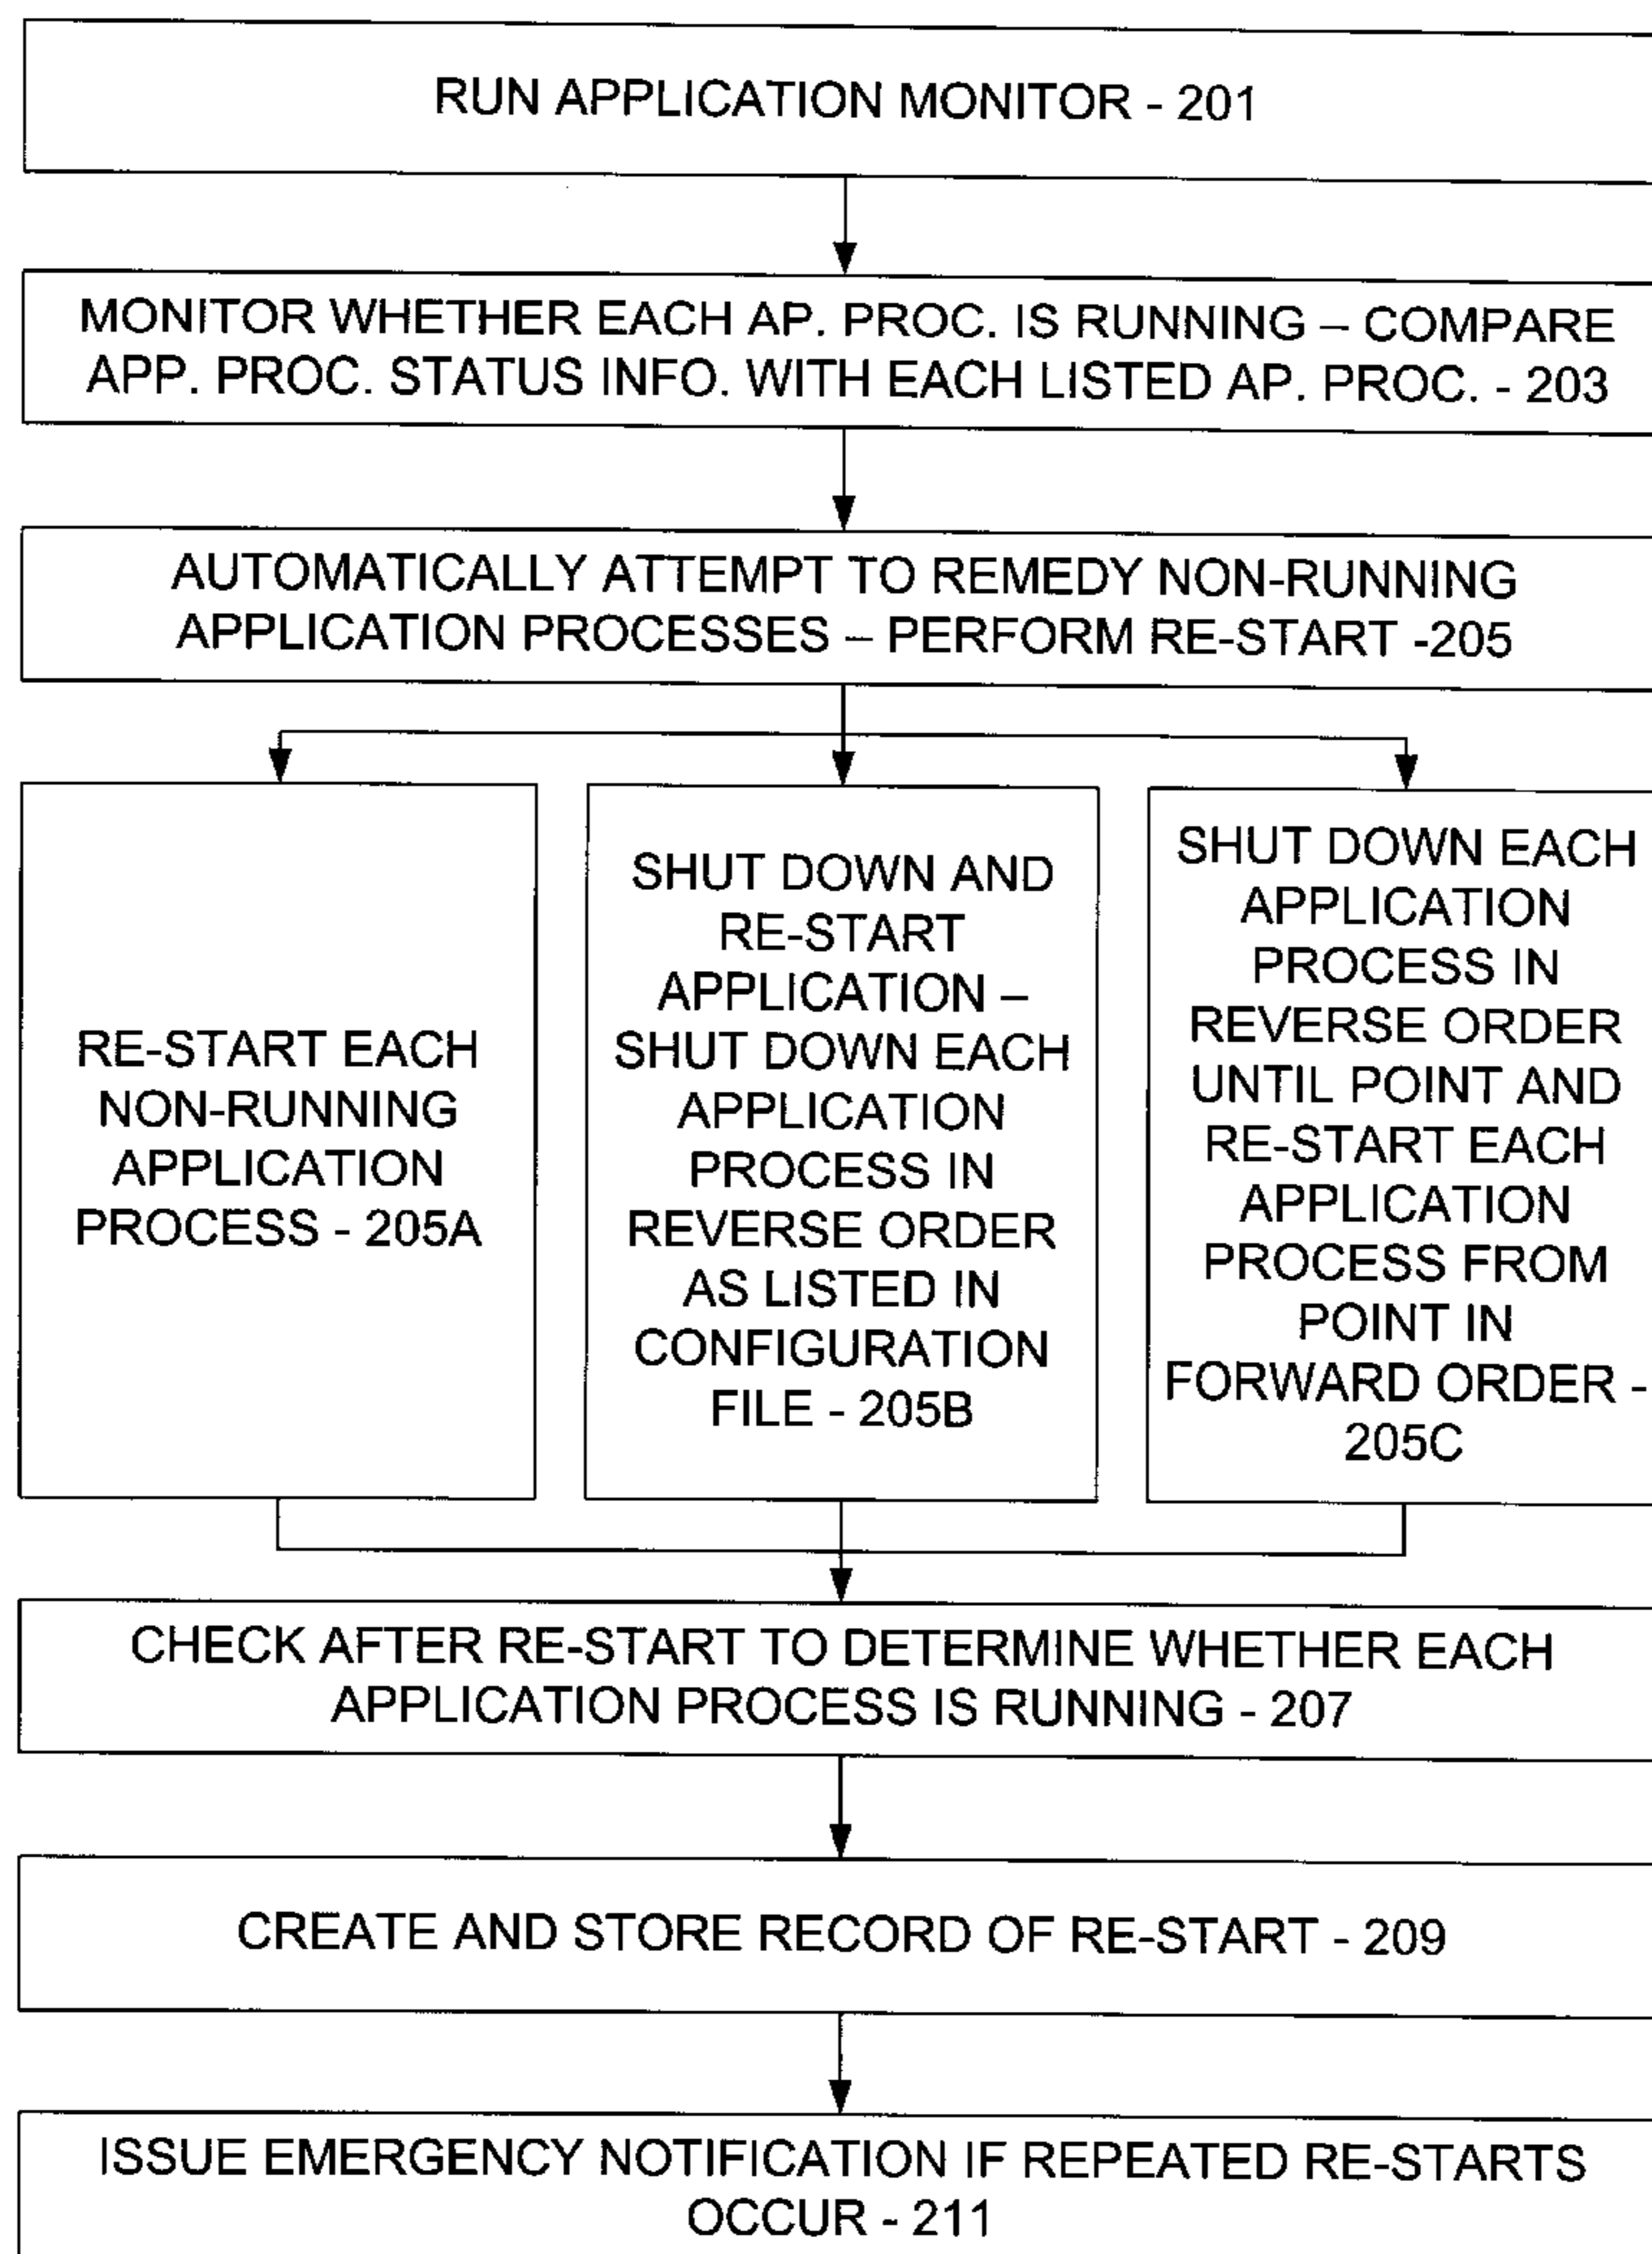 RUN APPLICATION MONITOR - 201
MONITOR WHETHER EACH AP. PROC. IS RUNNING – COMPARE
APP. PROC. STATUS INFO. WITH EACH LISTED AP. PROC. - 203
AUTOMATICALLY ATTEMPT TO REMEDY NON-RUNNING
APPLICATION PROCESSES – PERFORM RE-START -205
RE-START EACH
NON-RUNNING
APPLICATION
PROCESS - 205A
SHUT DOWN AND
RE-START
APPLICATION –
SHUT DOWN EACH
APPLICATION
PROCESS IN
REVERSE ORDER
AS LISTED IN
CONFIGURATION
FILE - 205B
SHUT DOWN EACH
APPLICATION
PROCESS IN
REVERSE ORDER
UNTIL POINT AND
RE-START EACH
APPLICATION
PROCESS FROM
POINT IN
FORWARD ORDER -
205C
CHECK AFTER RE-START TO DETERMINE WHETHER EACH
APPLICATION PROCESS IS RUNNING - 207
CREATE AND STORE RECORD OF RE-START - 209
ISSUE EMERGENCY NOTIFICATION IF REPEATED RE-STARTS
OCCUR - 211